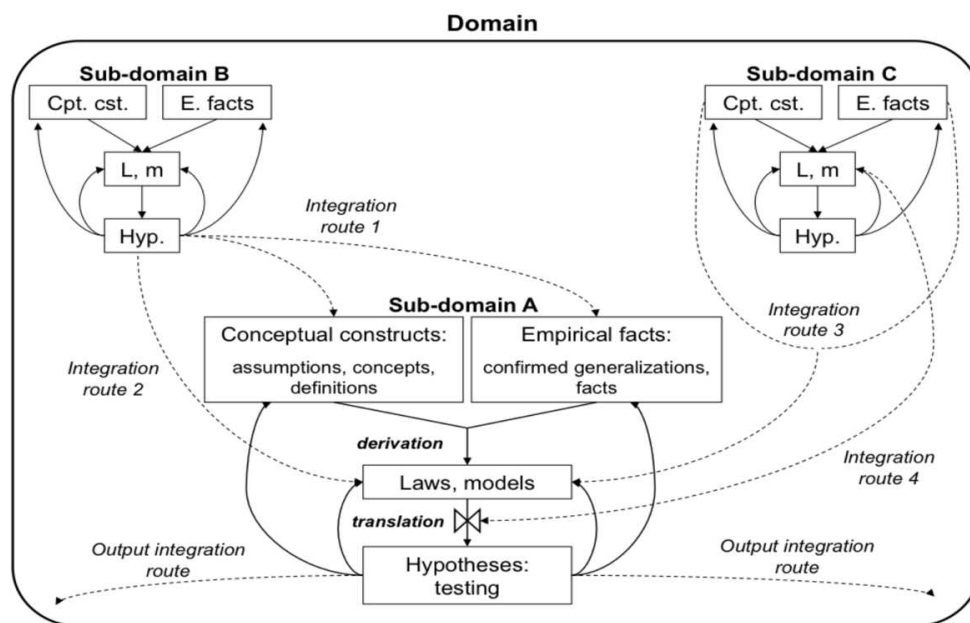 Domain
Sub-domain B
Cpt. cst.
E. facts
L, m
Hyp.
Sub-domain C
Cpt. cst.
E. facts
L, m
Hyp.
Integration
route 1
Integration
route 2
Integration
route 3
Integration
route 4
Sub-domain A
Conceptual constructs:
assumptions, concepts,
definitions
Empirical facts:
confirmed generalizations,
facts
derivation
Laws, models
translation
Hypotheses:
testing
Output integration
route
Output integration
route